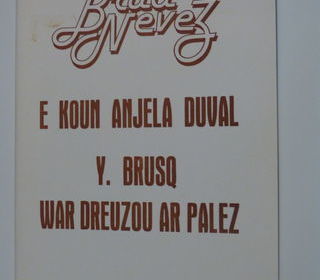 Brud
Nevez
E KOUN ANJELA DUVAL
Y. BRUSQ
WAR DREUZOU AR PALEZ